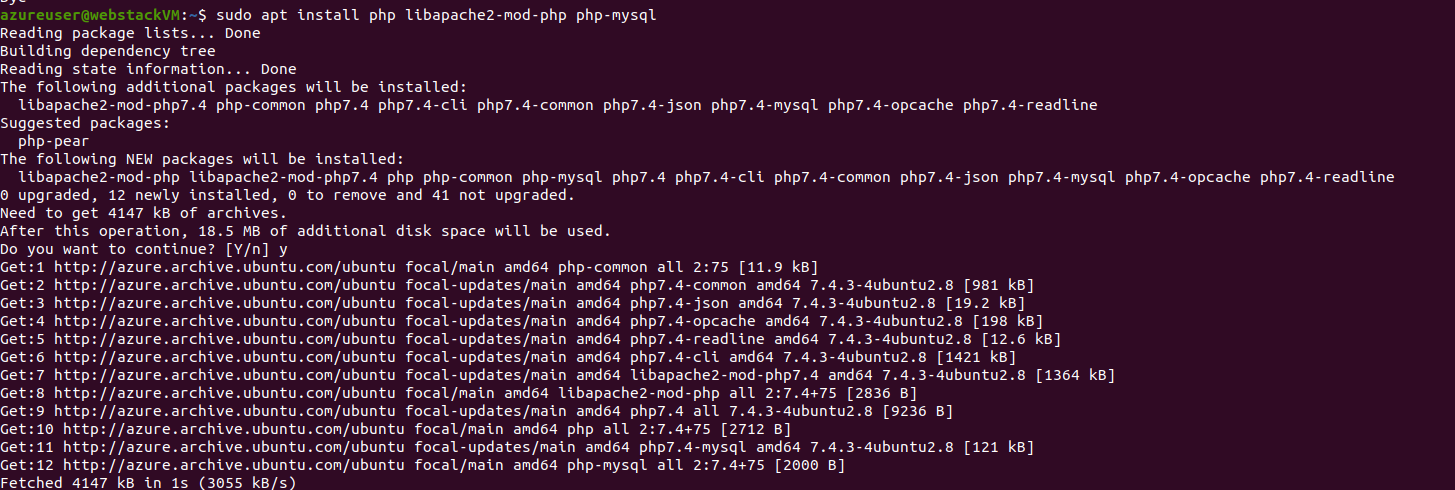 Bye
azureuser@webstackVM:~$ sudo apt install php libapache2-mod-php php-mysql
Reading package lists... Done
Building dependency tree
Reading state information... Done
The following additional packages will be installed:
  libapache2-mod-php7.4 php-common php7.4 php7.4-cli php7.4-common php7.4-json php7.4-mysql php7.4-opcache php7.4-readline
Suggested packages:
  php-pear
The following NEW packages will be installed:
  libapache2-mod-php libapache2-mod-php7.4 php php-common php-mysql php7.4 php7.4-cli php7.4-common php7.4-json php7.4-mysql php7.4-opcache php7.4-readline
0 upgraded, 12 newly installed, 0 to remove and 41 not upgraded.
Need to get 4147 kB of archives.
After this operation, 18.5 MB of additional disk space will be used.
Do you want to continue? [Y/n] y
Get:1 http://azure.archive.ubuntu.com/ubuntu focal/main amd64 php-common all 2:75 [11.9 kB]
Get:2 http://azure.archive.ubuntu.com/ubuntu focal-updates/main amd64 php7.4-common amd64 7.4.3-4ubuntu2.8 [981 kB]
Get:3 http://azure.archive.ubuntu.com/ubuntu focal-updates/main amd64 php7.4-json amd64 7.4.3-4ubuntu2.8 [19.2 kB]
Get:4 http://azure.archive.ubuntu.com/ubuntu focal-updates/main amd64 php7.4-opcache amd64 7.4.3-4ubuntu2.8 [198 kB]
Get:5 http://azure.archive.ubuntu.com/ubuntu focal-updates/main amd64 php7.4-readline amd64 7.4.3-4ubuntu2.8 [12.6 kB]
Get:6 http://azure.archive.ubuntu.com/ubuntu focal-updates/main amd64 php7.4-cli amd64 7.4.3-4ubuntu2.8 [1421 kB]
Get:7 http://azure.archive.ubuntu.com/ubuntu focal-updates/main amd64 libapache2-mod-php7.4 amd64 7.4.3-4ubuntu2.8 [1364 kB]
Get:8 http://azure.archive.ubuntu.com/ubuntu focal/main amd64 libapache2-mod-php all 2:7.4+75 [2836 B]
Get:9 http://azure.archive.ubuntu.com/ubuntu focal-updates/main amd64 php7.4 all 7.4.3-4ubuntu2.8 [9236 B]
Get:10 http://azure.archive.ubuntu.com/ubuntu focal/main amd64 php all 2:7.4+75 [2712 B]
Get:11 http://azure.archive.ubuntu.com/ubuntu focal-updates/main amd64 php7.4-mysql amd64 7.4.3-4ubuntu2.8 [121 kB]
Get:12 http://azure.archive.ubuntu.com/ubuntu focal/main amd64 php-mysql all 2:7.4+75 [2000 B]
Fetched 4147 kB in 1s (3055 kB/s)